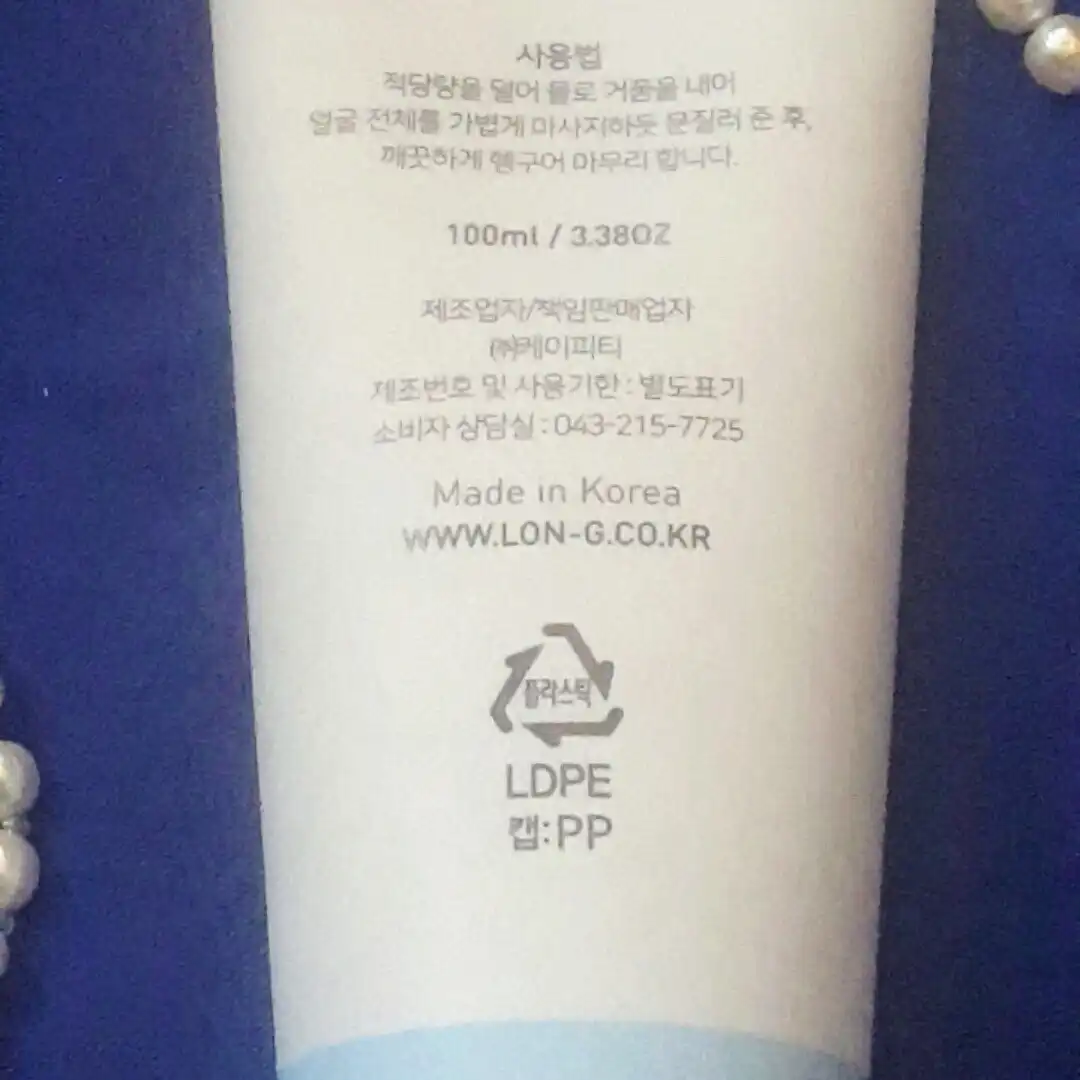 사용법
적당량을 덜어 물로 거품을 내어
얼굴 전체를 가볍게 마사지하듯 문질러 준 후,
깨끗하게 헹구어 마무리 합니다.
100ml / 3.38OZ
제조업자/책임판매업자
㈜케이피티
제조번호 및 사용기한 : 별도표기
소비자 상담실 : 043-215-7725
Made in Korea
WWW.LON-G.CO.KR
플라스틱
LDPE
캡:PP